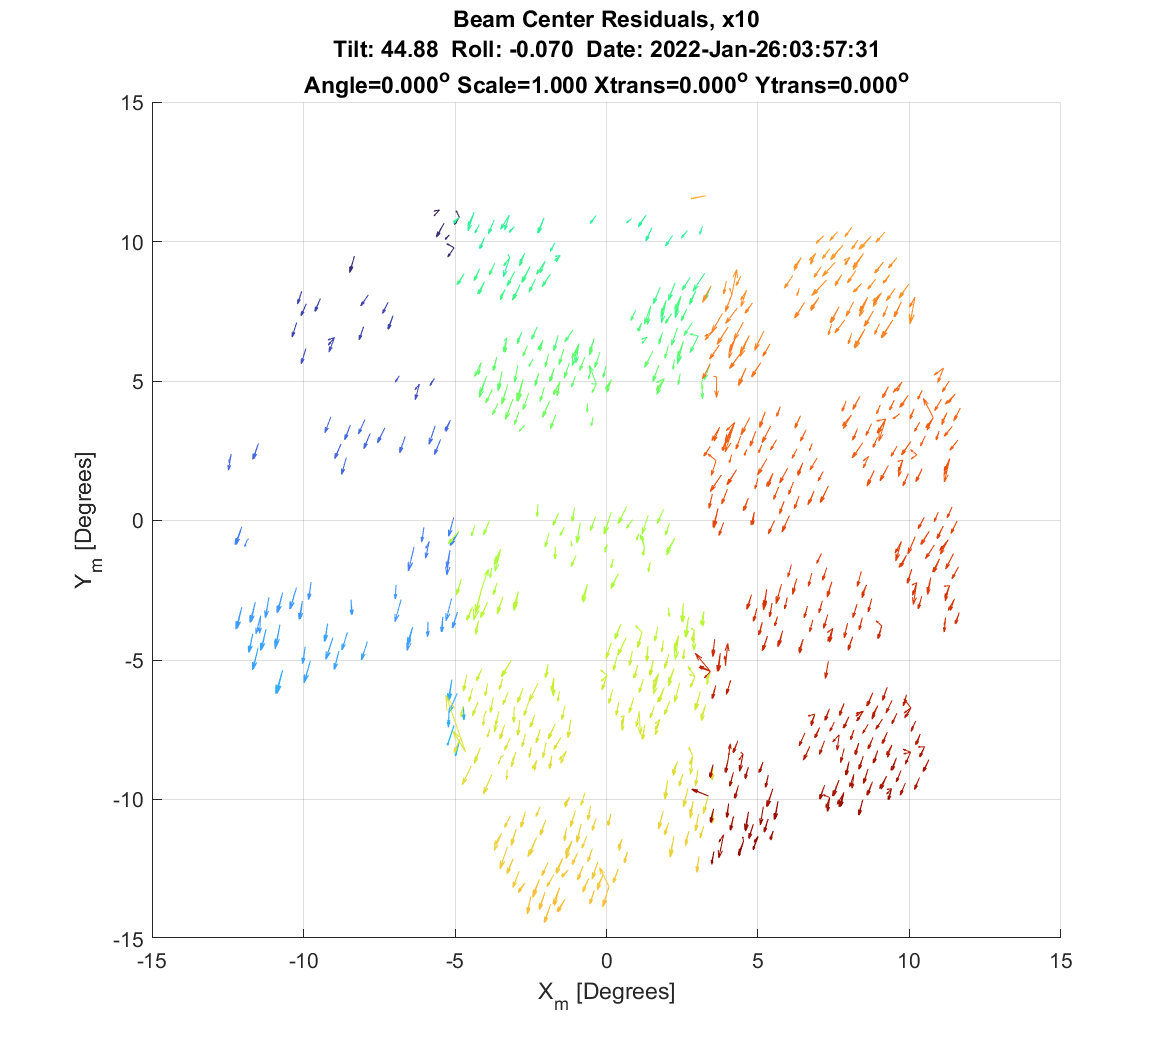 Beam Center Residuals, x10
Tilt: 44.88 Roll: -0.070 Date: 2022-Jan-26:03:57:31
Angle=0.000° Scale=1.000 Xtrans=0.000° Ytrans=0.000°
15
10
5
0
-5
-10
-15
Y_m [Degrees]
-15 -10 -5 0 5 10 15
X_m [Degrees]